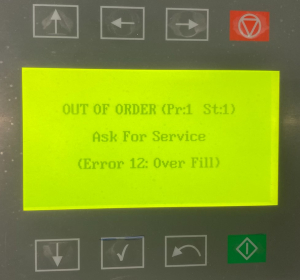 OUT OF ORDER (Pr:1 St:1)
Ask For Service
(Error 12: Over Fill)